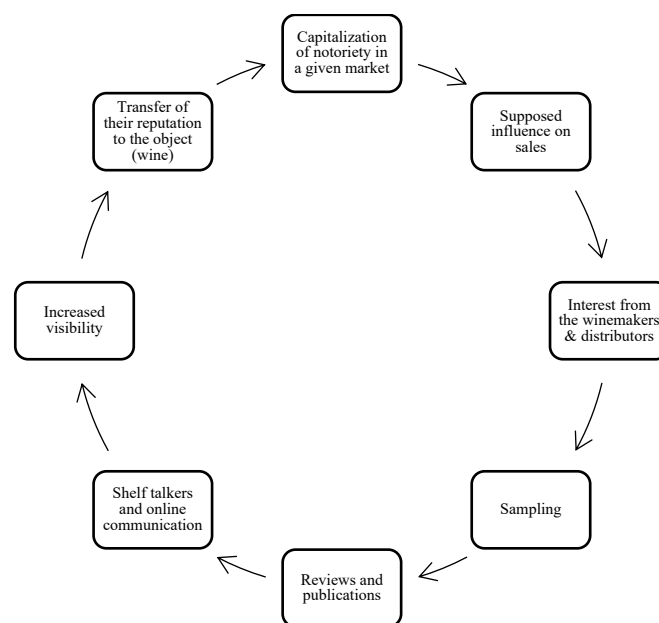 Capitalization
of notoriety in
a given market
Supposed
influence on
sales
Interest from
the winemakers
& distributors
Sampling
Reviews and
publications
Shelf talkers
and online
communication
Increased
visibility
Transfer of
their reputation
to the object
(wine)